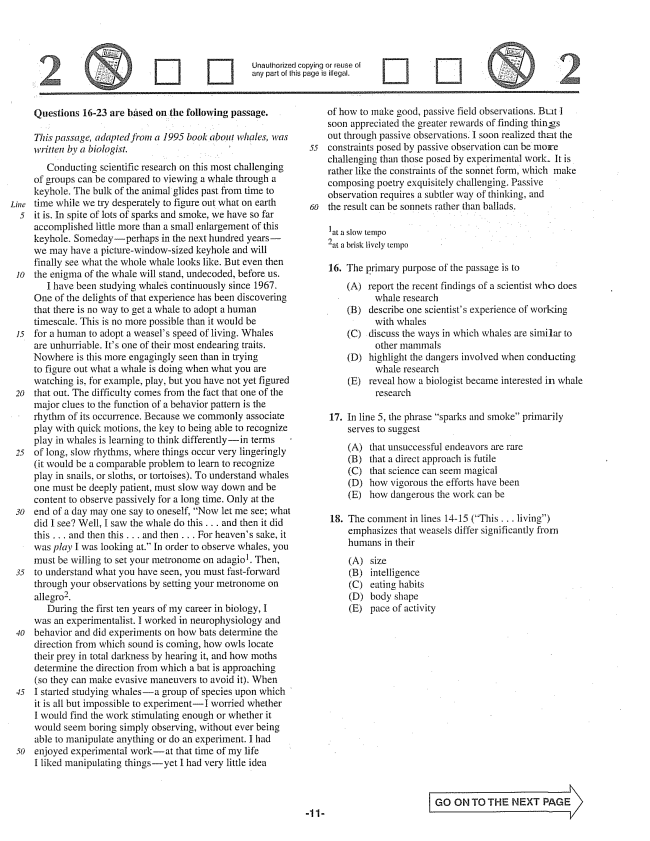 2
Unauthorized copying or reuse of
any part of this page is illegal.
2
Questions 16-23 are based on the following passage.
This passage, adapted from a 1995 book about whales, was
written by a biologist.
Conducting scientific research on this most challenging
of groups can be compared to viewing a whale through a
keyhole. The bulk of the animal glides past from time to
Line time while we try desperately to figure out what on earth
5 it is. In spite of lots of sparks and smoke, we have so far
accomplished little more than a small enlargement of this
keyhole. Someday—perhaps in the next hundred years—
we may have a picture-window-sized keyhole and will
finally see what the whole whale looks like. But even then
10 the enigma of the whale will stand, undecoded, before us.
I have been studying whales continuously since 1967.
One of the delights of that experience has been discovering
that there is no way to get a whale to adopt a human
timescale. This is no more possible than it would be
15 for a human to adopt a weasel's speed of living. Whales
are unhurriable. It's one of their most endearing traits.
Nowhere is this more engagingly seen than in trying
to figure out what a whale is doing when what you are
watching is, for example, play, but you have not yet figured
20 that out. The difficulty comes from the fact that one of the
major clues to the function of a behavior pattern is the
rhythm of its occurrence. Because we commonly associate
play with quick motions, the key to being able to recognize
play in whales is learning to think differently—in terms
25 of long, slow rhythms, where things occur very lingeringly
(it would be a comparable problem to learn to recognize
play in snails, or sloths, or tortoises). To understand whales
one must be deeply patient, must slow way down and be
content to observe passively for a long time. Only at the
30 end of a day may one say to oneself, "Now let me see; what
did I see? Well, I saw the whale do this . . . and then it did
this . . . and then this . . . and then . . . For heaven's sake, it
was play I was looking at." In order to observe whales, you
must be willing to set your metronome on adagio1. Then,
35 to understand what you have seen, you must fast-forward
through your observations by setting your metronome on
allegro2.
During the first ten years of my career in biology, I
was an experimentalist. I worked in neurophysiology and
40 behavior and did experiments on how bats determine the
direction from which sound is coming, how owls locate
their prey in total darkness by hearing it, and how moths
determine the direction from which a bat is approaching
(so they can make evasive maneuvers to avoid it). When
45 I started studying whales—a group of species upon which
it is all but impossible to experiment—I worried whether
I would find the work stimulating enough or whether it
would seem boring simply observing, without ever being
able to manipulate anything or do an experiment. I had
50 enjoyed experimental work—at that time of my life
I liked manipulating things—yet I had very little idea
of how to make good, passive field observations. But I
soon appreciated the greater rewards of finding things
out through passive observations. I soon realized that the
55 constraints posed by passive observation can be more
challenging than those posed by experimental work. It is
rather like the constraints of the sonnet form, which make
composing poetry exquisitely challenging. Passive
observation requires a subtler way of thinking, and
60 the result can be sonnets rather than ballads.
1at a slow tempo
2at a brisk lively tempo
16. The primary purpose of the passage is to
(A) report the recent findings of a scientist who does
whale research
(B) describe one scientist's experience of working
with whales
(C) discuss the ways in which whales are similar to
other mammals
(D) highlight the dangers involved when conducting
whale research
(E) reveal how a biologist became interested in whale
research
17. In line 5, the phrase "sparks and smoke" primarily
serves to suggest
(A) that unsuccessful endeavors are rare
(B) that a direct approach is futile
(C) that science can seem magical
(D) how vigorous the efforts have been
(E) how dangerous the work can be
18. The comment in lines 14-15 ("This . . . living")
emphasizes that weasels differ significantly from
humans in their
(A) size
(B) intelligence
(C) eating habits
(D) body shape
(E) pace of activity
GO ON TO THE NEXT PAGE
-11-